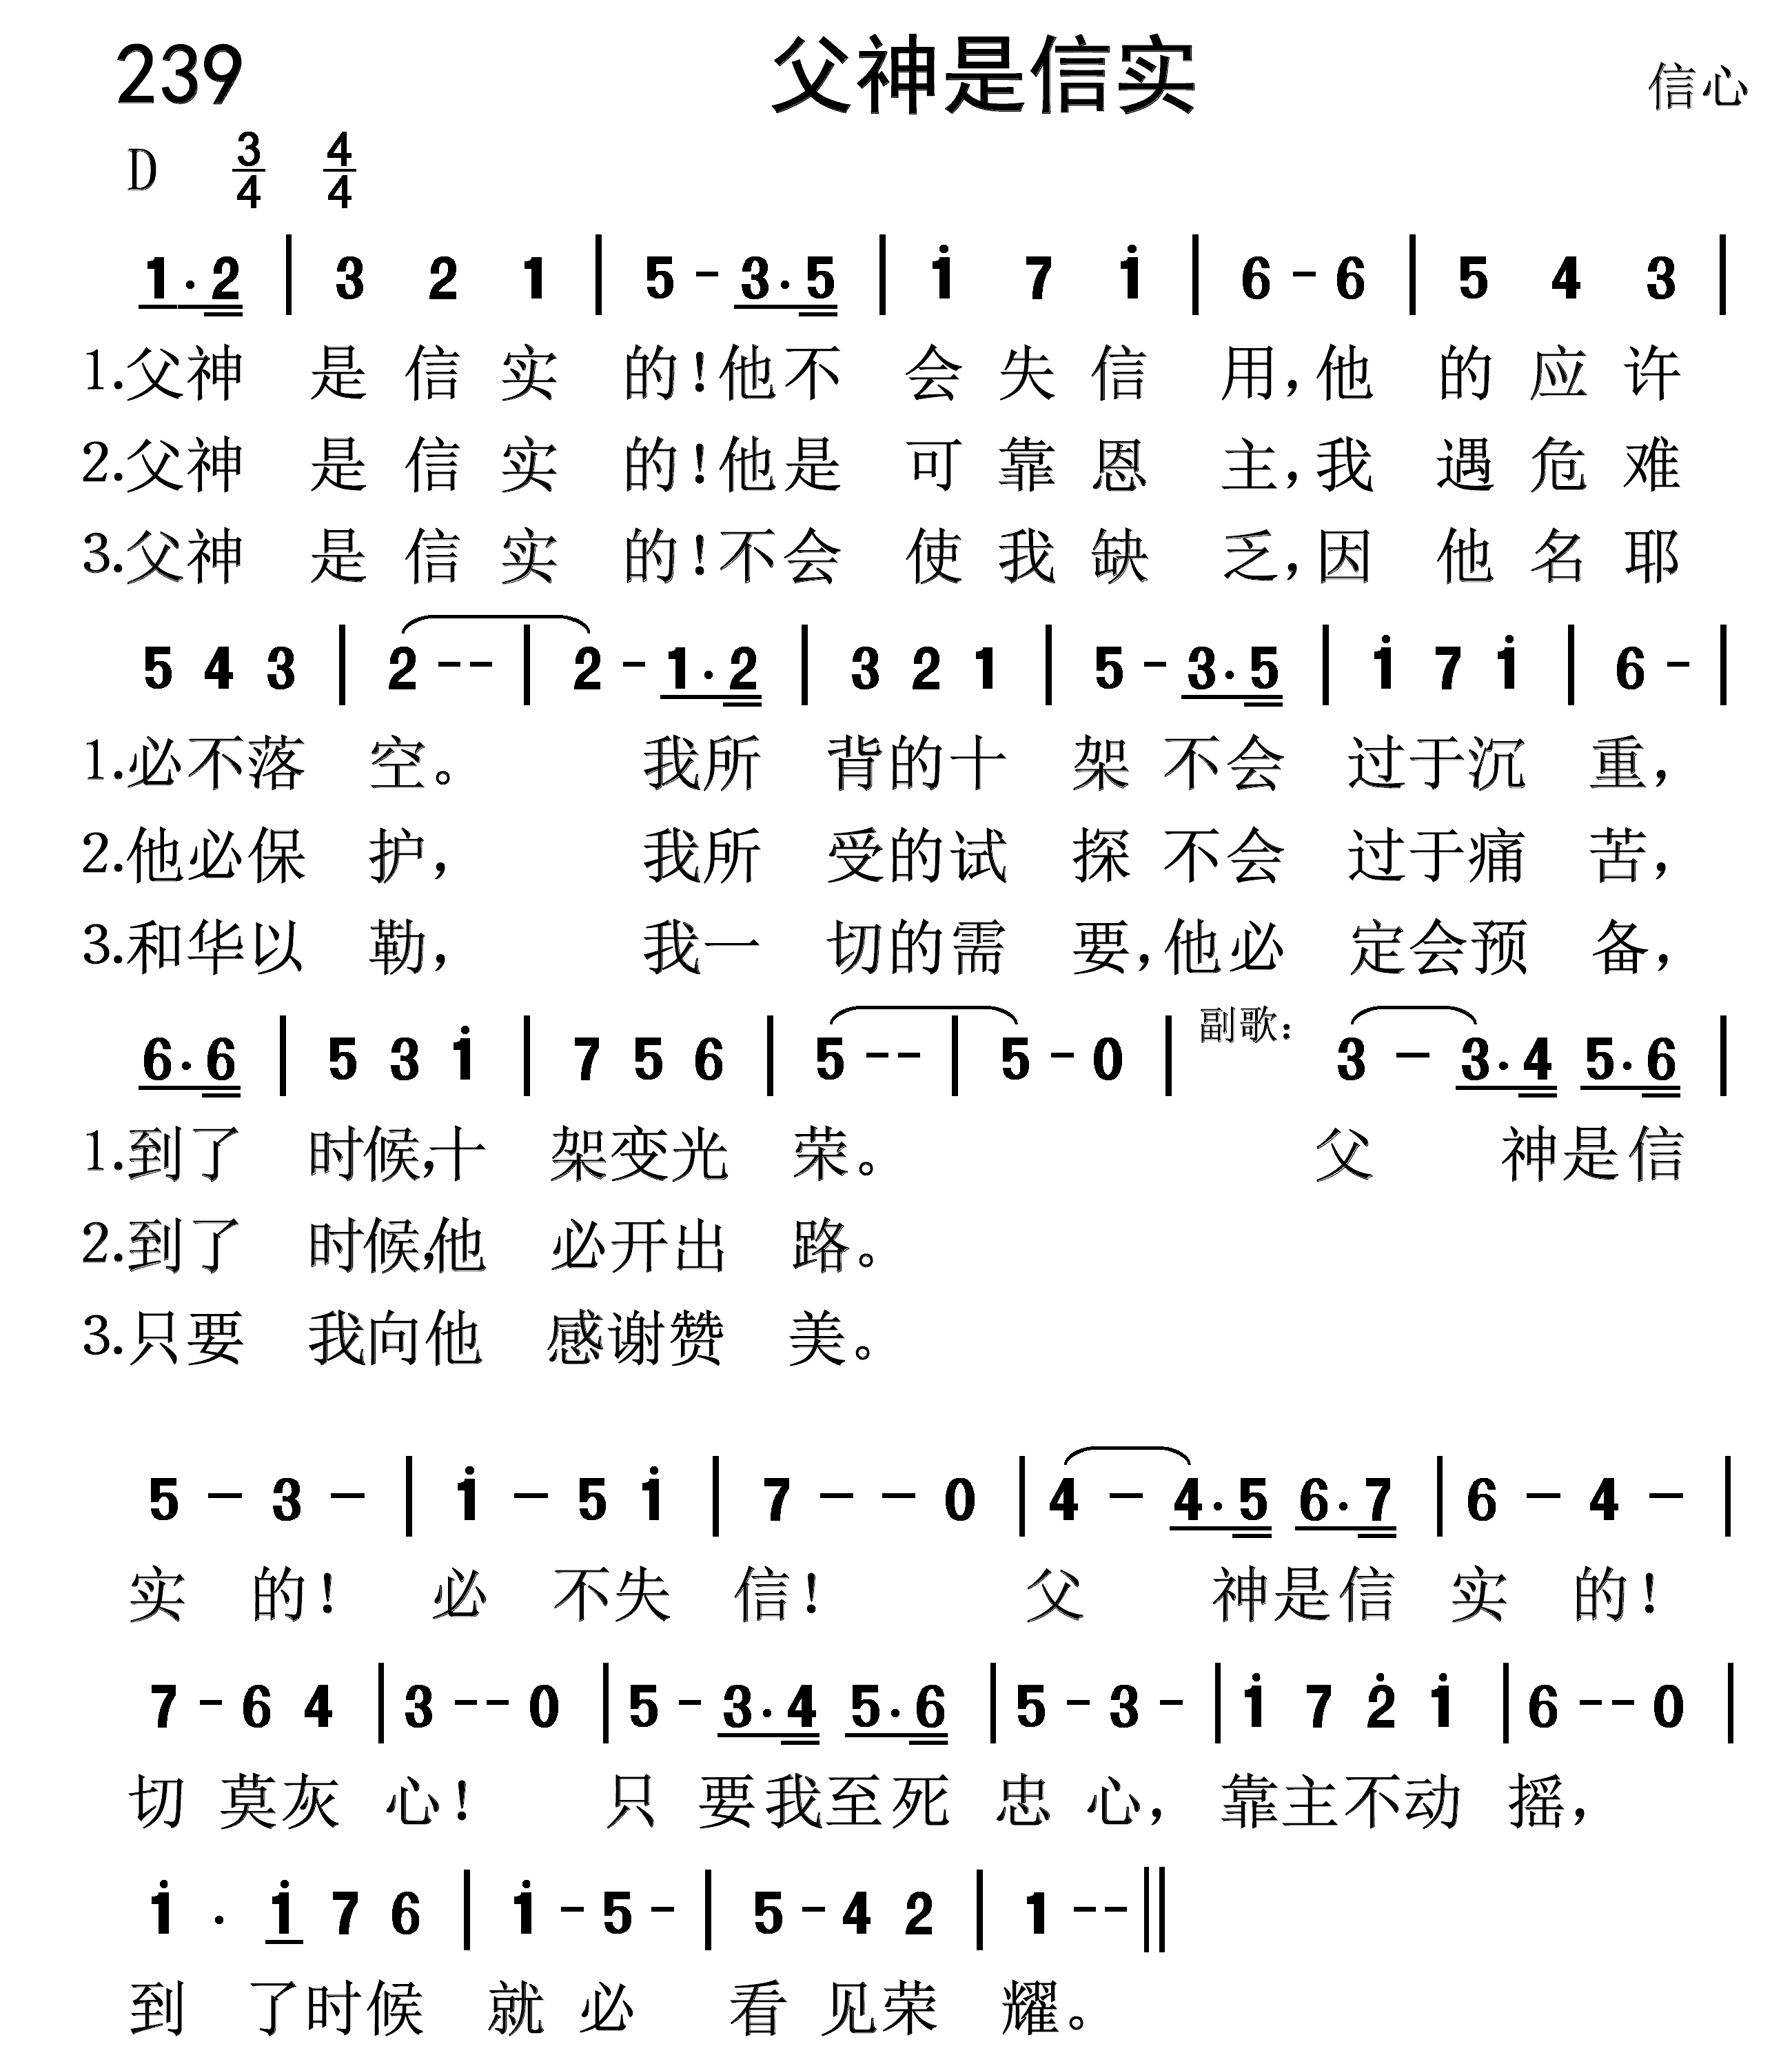 239 父神是信实 信心
D 3/4 4/4
1·2 | 3 2 1 | 5 - 3·5 | i 7 i | 6 - 6 | 5 4 3 |
1.父神 是 信 实 的!他不 会 失 信 用,他 的 应 许
2.父神 是 信 实 的!他是 可 靠 恩 主,我 遇 危 难
3.父神 是 信 实 的!不会 使 我 缺 乏,因 他 名 耶
5 4 3 | 2 - - | 2 - 1·2 | 3 2 1 | 5 - 3·5 | i 7 i | 6 - |
1.必不落 空。 我所 背的十 架 不会 过于沉 重,
2.他必保 护, 我所 受的试 探 不会 过于痛 苦,
3.和华以 勒, 我一 切的需 要,他必 定会预 备,
6·6 | 5 3 i | 7 5 6 | 5 - - | 5 - 0 | 副歌: 3 - 3·4 5·6 |
1.到了 时候,十 架变光 荣。 父 神是信
2.到了 时候,他 必开出 路。
3.只要 我向他 感谢赞 美。
5 - 3 - | i - 5 i | 7 - - 0 | 4 - 4·5 6·7 | 6 - 4 - |
实 的! 必 不失 信! 父 神是信 实 的!
7 - 6 4 | 3 - - 0 | 5 - 3·4 5·6 | 5 - 3 - | i 7 2̇ i | 6 - - 0 |
切 莫灰 心! 只 要我至死 忠 心, 靠主不动 摇,
i · i 7 6 | i - 5 - | 5 - 4 2 | 1 - - ||
到 了时候 就 必 看 见荣 耀。